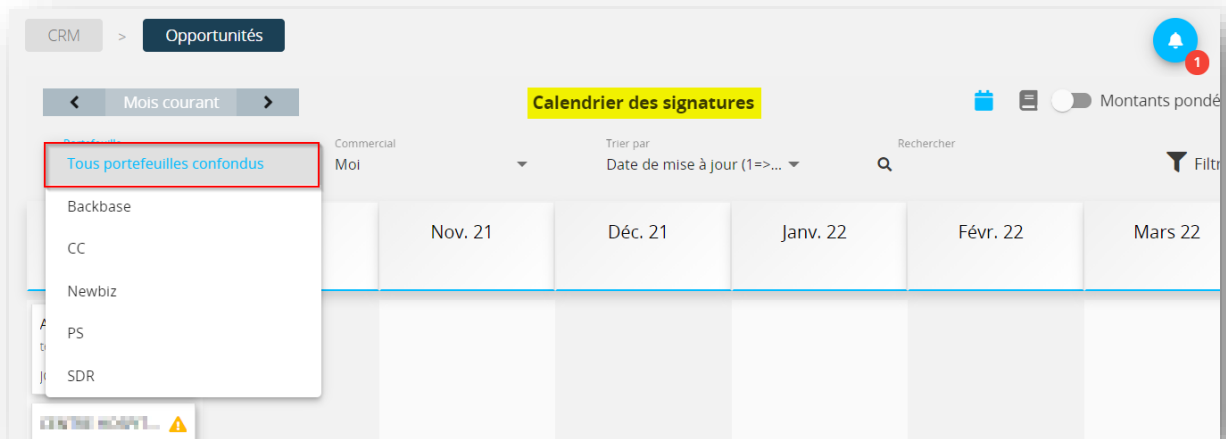 CRM > Opportunités
1
Mois courant
Calendrier des signatures
Montants pondé
Portefeuille
Commercial
Trier par
Rechercher
Tous portefeuilles confondus
Moi
Date de mise à jour (1=>...
Filtr
Backbase
CC
Newbiz
PS
SDR
Nov. 21
Déc. 21
Janv. 22
Févr. 22
Mars 22